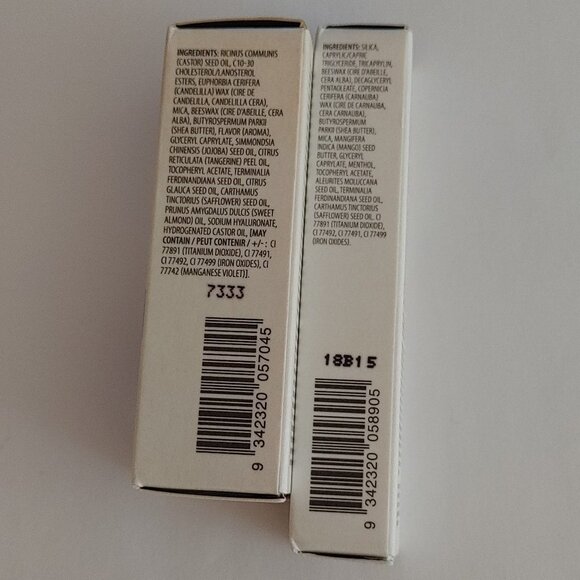 INGREDIENTS: RICINUS COMMUNIS
(CASTOR) SEED OIL, C10-30
CHOLESTEROL/LANOSTEROL
ESTERS, EUPHORBIA CERIFERA
(CANDELILLA) WAX (CIRE DE
CANDELILLA, CANDELILLA CERA),
MICA, BEESWAX (CIRE D'ABEILLE, CERA
ALBA), BUTYROSPERMUM PARKII
(SHEA BUTTER), FLAVOR (AROMA),
GLYCERYL CAPRYLATE, SIMMONDSIA
CHINENSIS (JOJOBA) SEED OIL, CITRUS
RETICULATA (TANGERINE) PEEL OIL,
TOCOPHERYL ACETATE, TERMINALIA
FERDINANDIANA SEED OIL, CITRUS
GLAUCA SEED OIL, CARTHAMUS
TINCTORIUS (SAFFLOWER) SEED OIL,
PRUNUS AMYGDALUS DULCIS (SWEET
ALMOND) OIL, SODIUM HYALURONATE,
HYDROGENATED CASTOR OIL, [MAY
CONTAIN / PEUT CONTENIR / +/- : CI
77891 (TITANIUM DIOXIDE), CI 77491,
CI 77492, CI 77499 (IRON OXIDES), CI
77742 (MANGANESE VIOLET)].
7333
9 342320 057045
INGREDIENTS: SILICA,
CAPRYLIC/CAPRIC
TRIGLYCERIDE, TRICAPRYLIN,
BEESWAX (CIRE D'ABEILLE,
CERA ALBA), DECAGLYCERYL
PENTAOLEATE, COPERNICIA
CERIFERA (CARNAUBA)
WAX (CIRE DE CARNAUBA,
CERA CARNAUBA),
BUTYROSPERMUM
PARKII (SHEA BUTTER),
MICA, MANGIFERA
INDICA (MANGO) SEED
BUTTER, GLYCERYL
CAPRYLATE, MENTHOL,
TOCOPHERYL ACETATE,
ALEURITES MOLUCCANA
SEED OIL, TERMINALIA
FERDINANDIANA SEED OIL,
CARTHAMUS TINCTORIUS
(SAFFLOWER) SEED OIL. CI
77891 (TITANIUM DIOXIDE),
CI 77492, CI 77491, CI 77499
(IRON OXIDES).
18B15
9 342320 058905